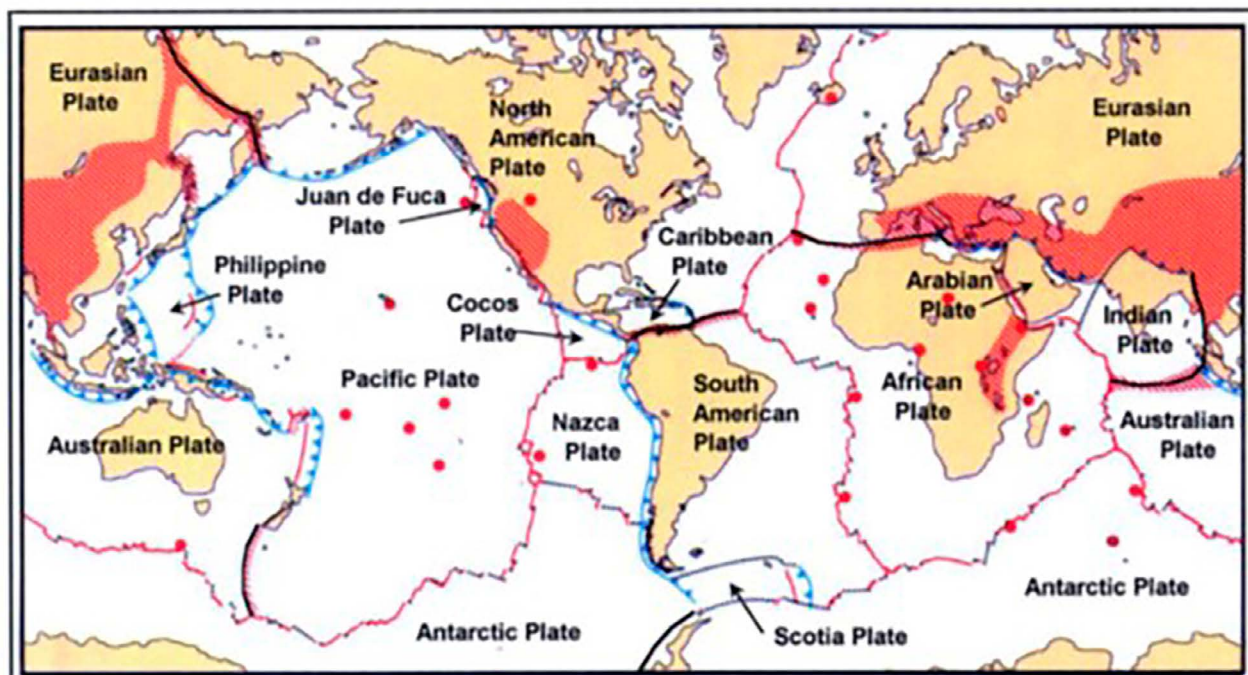 Eurasian
Plate
North
American
Plate
Eurasian
Plate
Juan de Fuca
Plate
Caribbean
Plate
Philippine
Plate
Arabian
Plate
Cocos
Plate
Indian
Plate
Pacific Plate
South
American
Plate
African
Plate
Nazca
Plate
Australian Plate
Australian
Plate
Antarctic Plate
Antarctic Plate
Scotia Plate